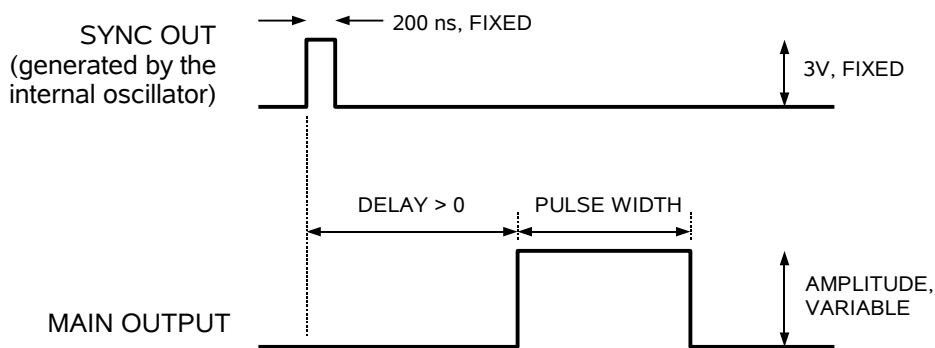 SYNC OUT
(generated by the
internal oscillator)
200 ns, FIXED
3V, FIXED
DELAY > 0
PULSE WIDTH
AMPLITUDE,
VARIABLE
MAIN OUTPUT